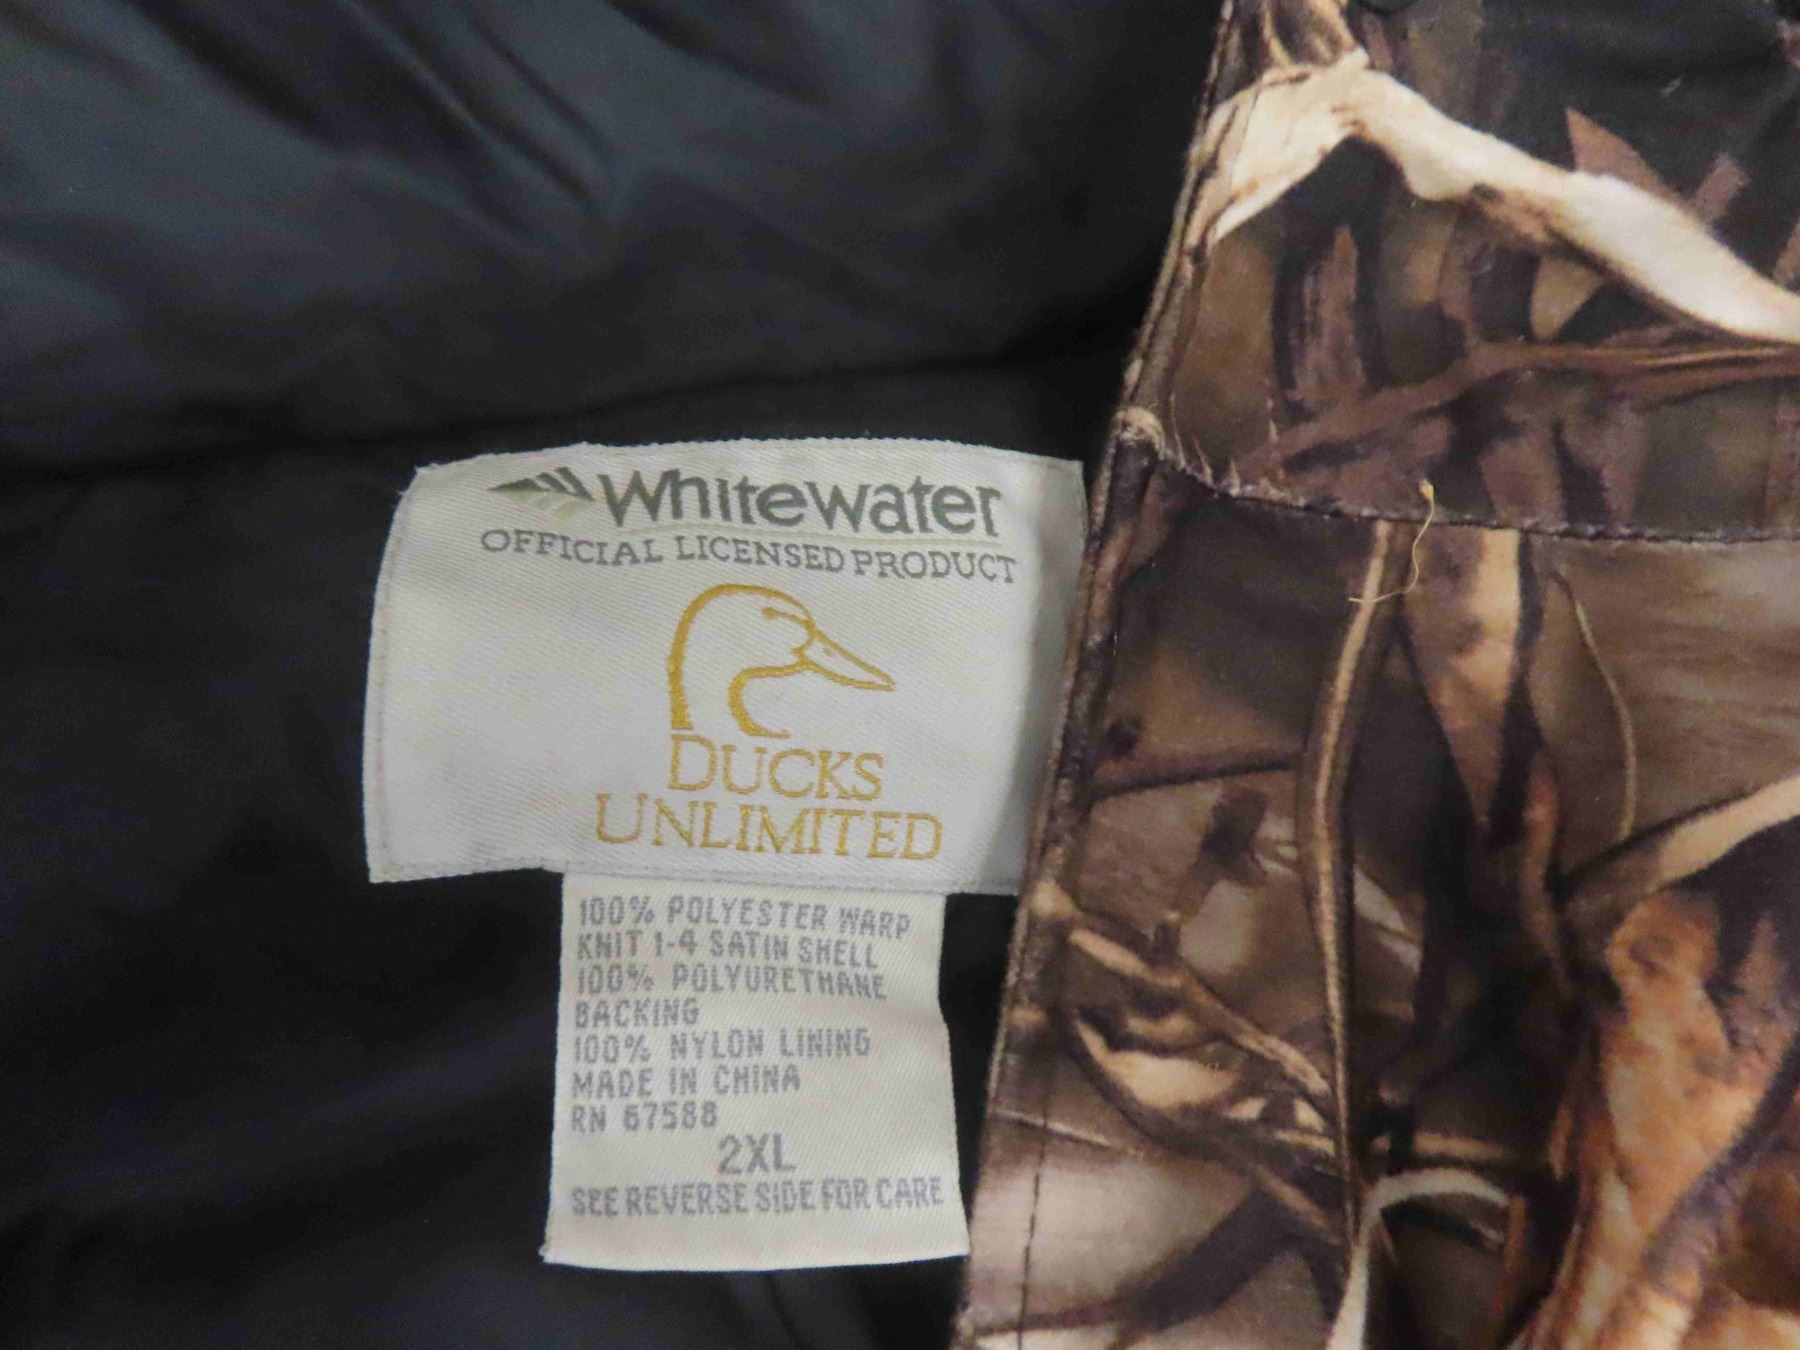 Whitewater
OFFICIAL LICENSED PRODUCT
DUCKS
UNLIMITED
100% POLYESTER WARP
KNIT 1-4 SATIN SHELL
100% POLYURETHANE
BACKING
100% NYLON LINING
MADE IN CHINA
RN 67588
2XL
SEE REVERSE SIDE FOR CARE